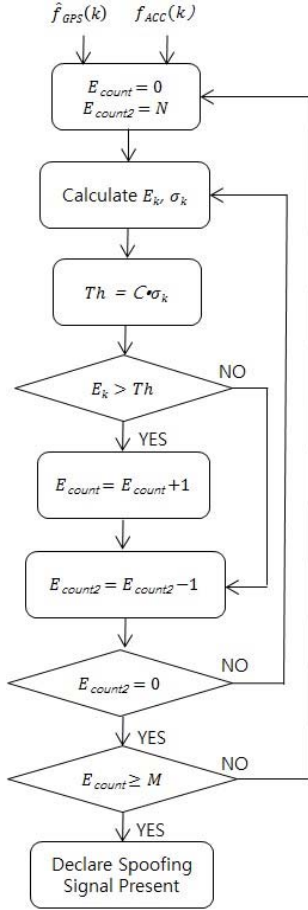 f̂GPS(k) fACC(k)
Ecount = 0
Ecount2 = N
Calculate Ek, σk
Th = C•σk
Ek > Th
NO
YES
Ecount = Ecount+1
Ecount2 = Ecount2−1
Ecount2 = 0
NO
YES
Ecount ≥ M
NO
YES
Declare Spoofing
Signal Present